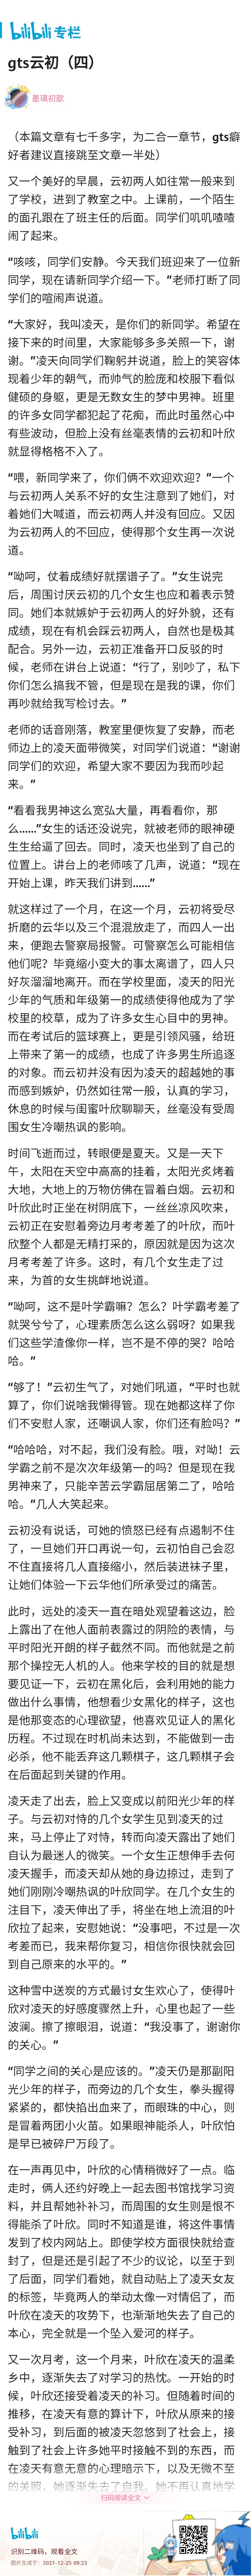 bilibili 专栏
gts云初（四）
墨璃初歆
（本篇文章有七千多字，为二合一章节，gts癖
好者建议直接跳至文章一半处）
又一个美好的早晨，云初两人如往常一般来到
了学校，进到了教室之中。上课前，一个陌生
的面孔跟在了班主任的后面。同学们叽叽喳喳
闹了起来。
“咳咳，同学们安静。今天我们班迎来了一位新
同学，现在请新同学介绍一下。”老师打断了同
学们的喧闹声说道。
“大家好，我叫凌天，是你们的新同学。希望在
接下来的时间里，大家能够多多关照一下，谢
谢。”凌天向同学们鞠躬并说道，脸上的笑容体
现着少年的朝气，而帅气的脸庞和校服下看似
健硕的身躯，更是无数女生的梦中男神。班里
的许多女同学都犯起了花痴，而此时虽然心中
有些波动，但脸上没有丝毫表情的云初和叶欣
就显得格格不入了。
“喂，新同学来了，你们俩不欢迎欢迎？”一个
与云初两人关系不好的女生注意到了她们，对
着她们大喊道，而云初两人并没有回应。又因
为云初两人的不回应，使得那个女生再一次说
道。
“呦呵，仗着成绩好就摆谱子了。”女生说完
后，周围讨厌云初的几个女生也应和着表示赞
同。她们本就嫉妒于云初两人的好外貌，还有
成绩，现在有机会踩云初两人，自然也是极其
配合。另外一边，云初正准备开口反驳的时
候，老师在讲台上说道：“行了，别吵了，私下
你们怎么搞我不管，但是现在是我的课，你们
再吵就给我写检讨去。”
老师的话音刚落，教室里便恢复了安静，而老
师边上的凌天面带微笑，对同学们说道：“谢谢
同学们的欢迎，希望大家不要因为我而吵起
来。”
“看看我男神这么宽弘大量，再看看你，那
么……”女生的话还没说完，就被老师的眼神硬
生生给逼了回去。同时，凌天也坐到了自己的
位置上。讲台上的老师咳了几声，说道：“现在
开始上课，昨天我们讲到……”
就这样过了一个月，在这一个月，云初将受尽
折磨的云华以及三个混混放走了，而四人一出
来，便跑去警察局报警。可警察怎么可能相信
他们呢？毕竟缩小变大的事太离谱了，四人只
好灰溜溜地离开。而在学校里面，凌天的阳光
少年的气质和年级第一的成绩使得他成为了学
校里的校草，成为了许多女生心目中的男神。
而在考试后的篮球赛上，更是引领风骚，给班
上带来了第一的成绩，也成了许多男生所追逐
的对象。而云初并没有因为凌天的超越她的事
而感到嫉妒，仍然如往常一般，认真的学习，
休息的时候与闺蜜叶欣聊聊天，丝毫没有受周
围女生冷嘲热讽的影响。
时间飞逝而过，转眼便是夏天。又是一天下
午，太阳在天空中高高的挂着，太阳光炙烤着
大地，大地上的万物仿佛在冒着白烟。云初和
叶欣此时正坐在树阴底下，一丝丝凉风吹来，
云初正在安慰着旁边月考考差了的叶欣，而叶
欣整个人都是无精打采的，原因就是因为这次
月考考差了许多。这时，有几个女生走了过
来，为首的女生挑衅地说道。
“呦呵，这不是叶学霸嘛？怎么？叶学霸考差了
就哭兮兮了，心理素质怎么这么弱呀？如果我
们这些学渣像你一样，岂不是不停的哭？哈哈
哈。”
“够了！”云初生气了，对她们吼道，“平时也就
算了，你们说啥我懒得管。现在她都这样了你
们不安慰人家，还嘲讽人家，你们还有脸吗？”
“哈哈哈，对不起，我们没有脸。哦，对呦！云
学霸之前不是次次年级第一的吗？但是现在我
男神来了，只能辛苦云学霸屈居第二了，哈哈
哈。”几人大笑起来。
云初没有说话，可她的愤怒已经有点遏制不住
了，一旦她们开口再说一句，云初怕自己会忍
不住直接将几人直接缩小，然后装进袜子里，
让她们体验一下云华他们所承受过的痛苦。
此时，远处的凌天一直在暗处观望着这边，脸
上露出了在他人面前表露过的阴险的表情，与
平时阳光开朗的样子截然不同。而他就是之前
那个操控无人机的人。他来学校的目的就是想
要见证一下，云初在黑化后，会利用她的能力
做出什么事情，他想看少女黑化的样子，这也
是他那变态的心理欲望，他喜欢见证人的黑化
历程。不过现在时机尚未达到，不能做到一击
必杀，他不能丢弃这几颗棋子，这几颗棋子会
在后面起到关键的作用。
凌天走了出去，脸上又变成以前阳光少年的样
子。与云初对恃的几个女学生见到凌天的过
来，马上停止了对恃，转而向凌天露出了她们
自认为最迷人的微笑。一个女生正想伸手去何
凌天握手，而凌天却从她的身边掠过，走到了
她们刚刚冷嘲热讽的叶欣同学。在几个女生的
注目下，凌天伸出了手，将坐在地上流泪的叶
欣拉了起来，安慰她说：“没事吧，不过是一次
考差而已，我来帮你复习，相信你很快就会回
到自己原来的水平的。”
这种雪中送炭的方式最讨女生欢心了，使得叶
欣对凌天的好感度骤然上升，心里也起了一些
波澜。擦了擦眼泪，说道：“我没事了，谢谢你
的关心。”
“同学之间的关心是应该的。”凌天仍是那副阳
光少年的样子，而旁边的几个女生，拳头握得
紧紧的，都快掐出血来了，而眼珠的中心，则
是冒着两团小火苗。如果眼神能杀人，叶欣怕
是早已被碎尸万段了。
在一声再见中，叶欣的心情稍微好了一点。临
走时，俩人还约好晚上一起去图书馆找学习资
料，并且帮她补补习，而周围的女生则是恨不
得能杀了叶欣。同时不知道是谁，将这件事情
发到了校内网站上。即使学校方面很快就给查
封了，但是还是引起了不少的议论，以至于到
了后面，同学们看她，就自动贴上了凌天女友
的标签，毕竟两人的举动太像一对情侣了，而
叶欣在凌天的攻势下，也渐渐地失去了自己的
本心，完全就是一个坠入爱河的样子。
又一次月考，这一个月来，叶欣在凌天的温柔
乡中，逐渐失去了对学习的热忱。一开始的时
候，叶欣还接受着凌天的补习。但随着时间的
推移，在凌天有意的算计下，叶欣从原来的接
受补习，到后面的被凌天忽悠到了社会上，接
触到了社会上许多她平时接触不到的东西，而
在凌天有意无意的心理暗示下，以及无微不至
的关照，她逐渐失去了自我。她不再认真地学
扫码阅读全文
bilibili
识别二维码，观看全文
图片生成于：2021-12-25 09:23